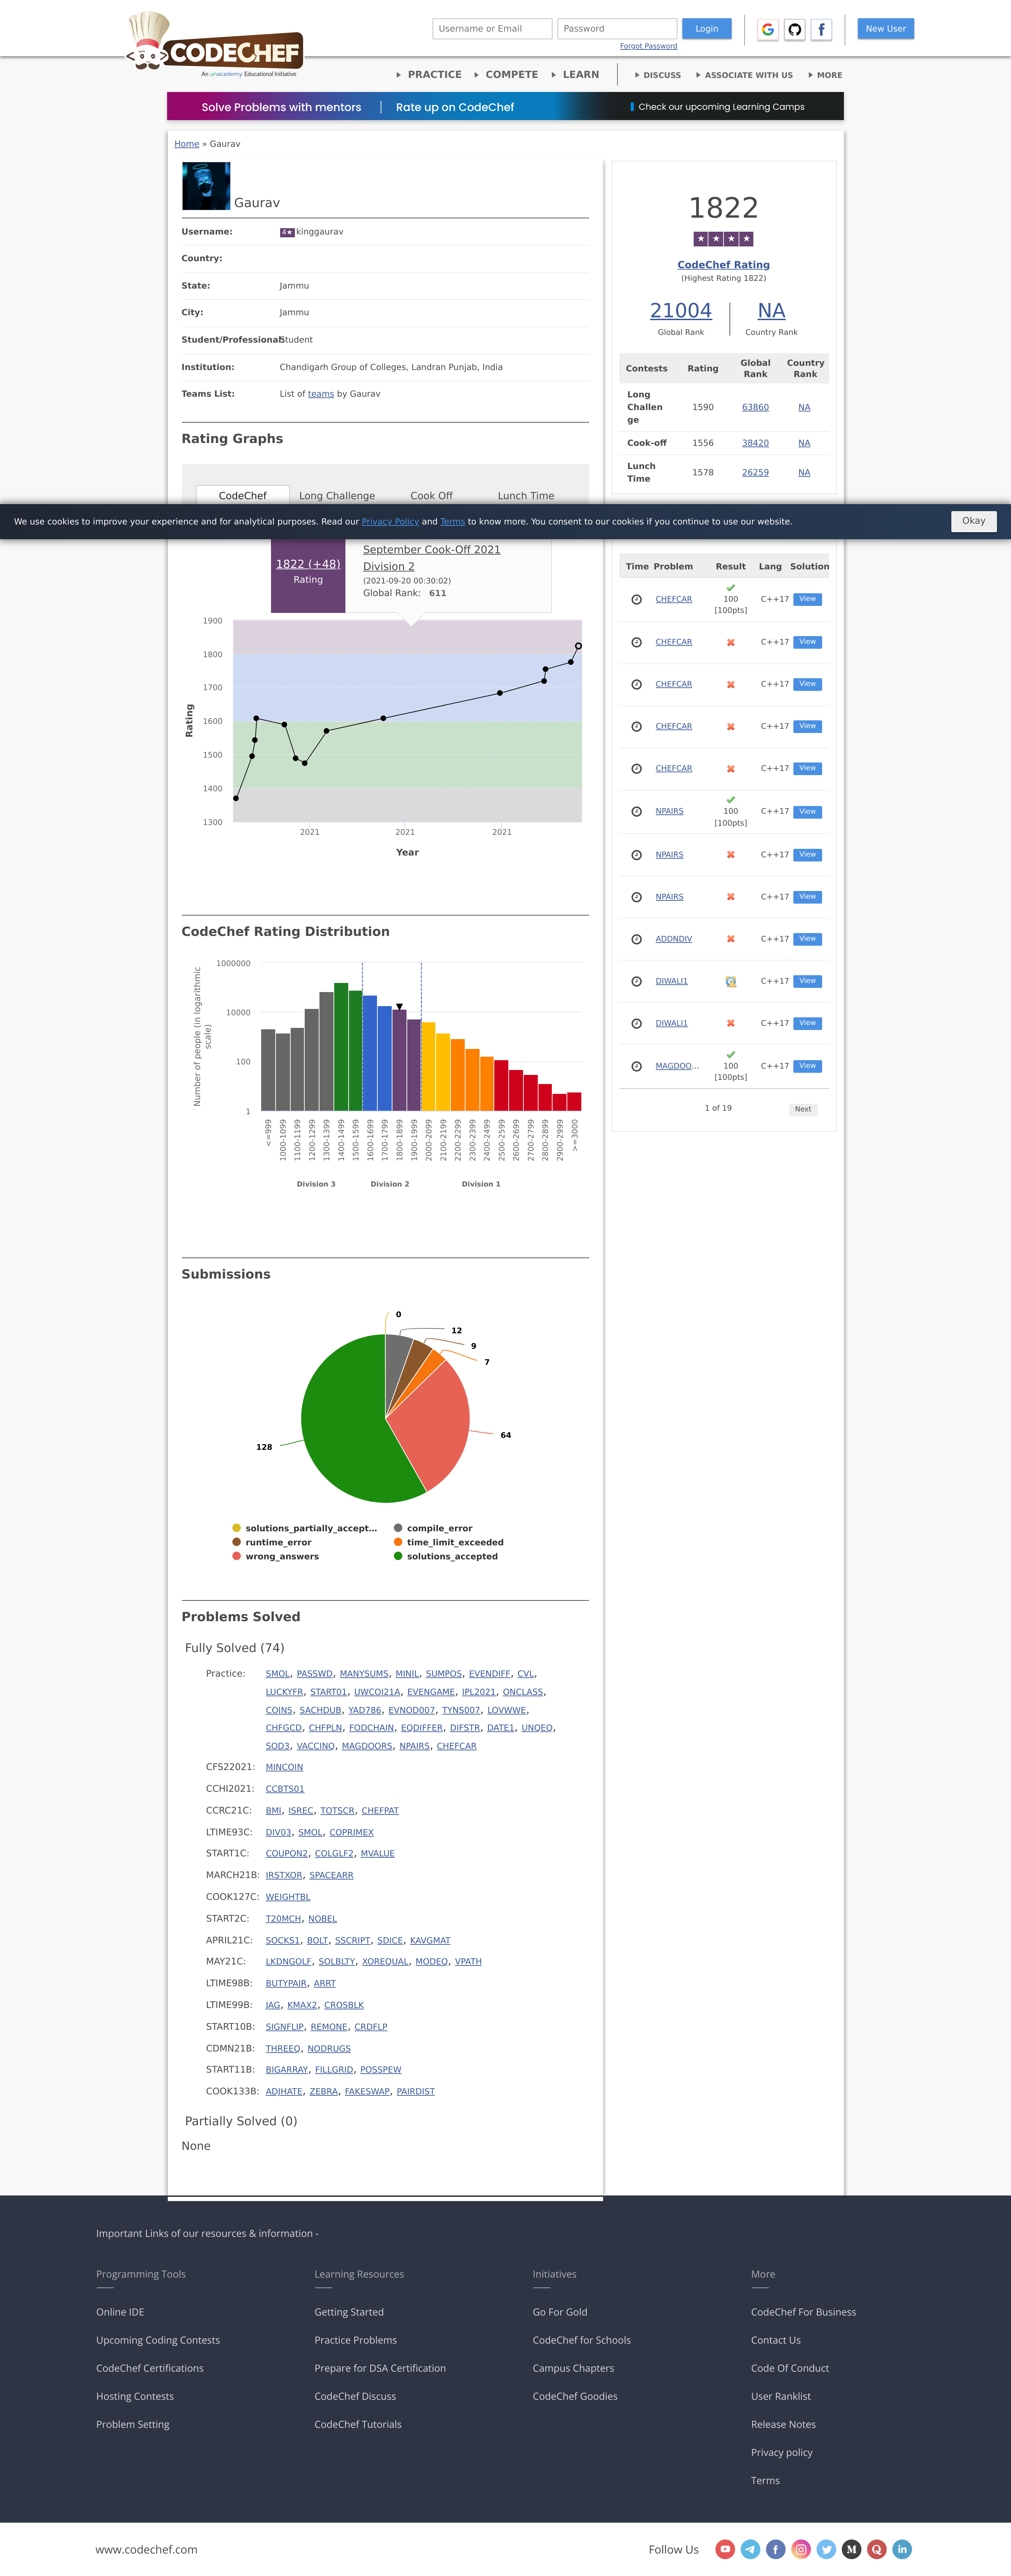 CODECHEF
An unacademy Educational Initiative
Username or Email
Password
Login
New User
Forgot Password
PRACTICE COMPETE LEARN DISCUSS ASSOCIATE WITH US MORE
Solve Problems with mentors | Rate up on CodeChef Check our upcoming Learning Camps
Home » Gaurav
Gaurav
Username: 4★ kinggaurav
Country:
State: Jammu
City: Jammu
Student/Professional: Student
Institution: Chandigarh Group of Colleges, Landran Punjab, India
Teams List: List of teams by Gaurav
1822
★ ★ ★ ★
CodeChef Rating
(Highest Rating 1822)
21004 NA
Global Rank Country Rank
Contests Rating Global Rank Country Rank
Long Challenge 1590 63860 NA
Cook-off 1556 38420 NA
Lunch Time 1578 26259 NA
Rating Graphs
CodeChef Long Challenge Cook Off Lunch Time
We use cookies to improve your experience and for analytical purposes. Read our Privacy Policy and Terms to know more. You consent to our cookies if you continue to use our website.
Okay
1822 (+48)
Rating
September Cook-Off 2021
Division 2
(2021-09-20 00:30:02)
Global Rank: 611
1900
1800
1700
1600
1500
1400
1300
Rating
2021 2021 2021
Year
Time Problem Result Lang Solution
CHEFCAR 100 [100pts] C++17 View
CHEFCAR C++17 View
CHEFCAR C++17 View
CHEFCAR C++17 View
CHEFCAR C++17 View
NPAIRS 100 [100pts] C++17 View
NPAIRS C++17 View
NPAIRS C++17 View
ADDNDIV C++17 View
DIWALI1 C++17 View
DIWALI1 C++17 View
MAGDOO... 100 [100pts] C++17 View
1 of 19 Next
CodeChef Rating Distribution
Number of people (in logarithmic scale)
1000000
10000
100
1
<=999
1000-1099
1100-1199
1200-1299
1300-1399
1400-1499
1500-1599
1600-1699
1700-1799
1800-1899
1900-1999
2000-2099
2100-2199
2200-2299
2300-2399
2400-2499
2500-2599
2600-2699
2700-2799
2800-2899
2900-2999
>=3000
Division 3 Division 2 Division 1
Submissions
0
12
9
7
64
128
solutions_partially_accept... compile_error
runtime_error time_limit_exceeded
wrong_answers solutions_accepted
Problems Solved
Fully Solved (74)
Practice: SMOL, PASSWD, MANYSUMS, MINIL, SUMPOS, EVENDIFF, CVL,
LUCKYFR, START01, UWCOI21A, EVENGAME, IPL2021, ONCLASS,
COINS, SACHDUB, YAD786, EVNOD007, TYNS007, LOVWWE,
CHFGCD, CHFPLN, FODCHAIN, EQDIFFER, DIFSTR, DATE1, UNQEQ,
SOD3, VACCINQ, MAGDOORS, NPAIRS, CHEFCAR
CFS22021: MINCOIN
CCHI2021: CCBTS01
CCRC21C: BMI, ISREC, TOTSCR, CHEFPAT
LTIME93C: DIV03, SMOL, COPRIMEX
START1C: COUPON2, COLGLF2, MVALUE
MARCH21B: IRSTXOR, SPACEARR
COOK127C: WEIGHTBL
START2C: T20MCH, NOBEL
APRIL21C: SOCKS1, BOLT, SSCRIPT, SDICE, KAVGMAT
MAY21C: LKDNGOLF, SOLBLTY, XOREQUAL, MODEQ, VPATH
LTIME98B: BUTYPAIR, ARRT
LTIME99B: JAG, KMAX2, CROSBLK
START10B: SIGNFLIP, REMONE, CRDFLP
CDMN21B: THREEQ, NODRUGS
START11B: BIGARRAY, FILLGRID, POSSPEW
COOK133B: ADJHATE, ZEBRA, FAKESWAP, PAIRDIST
Partially Solved (0)
None
Important Links of our resources & information -
Programming Tools Learning Resources Initiatives More
Online IDE Getting Started Go For Gold CodeChef For Business
Upcoming Coding Contests Practice Problems CodeChef for Schools Contact Us
CodeChef Certifications Prepare for DSA Certification Campus Chapters Code Of Conduct
Hosting Contests CodeChef Discuss CodeChef Goodies User Ranklist
Problem Setting CodeChef Tutorials Release Notes
Privacy policy
Terms
www.codechef.com Follow Us